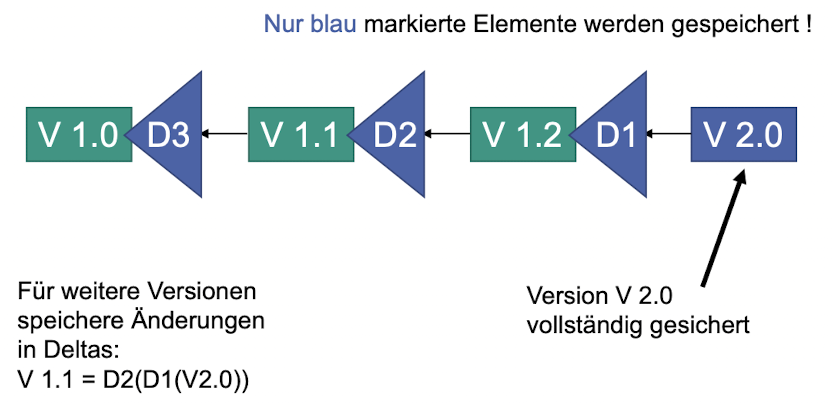 Nur blau markierte Elemente werden gespeichert !
V 1.0 D3 V 1.1 D2 V 1.2 D1 V 2.0
Für weitere Versionen
speichere Änderungen
in Deltas:
V 1.1 = D2(D1(V2.0))
Version V 2.0
vollständig gesichert